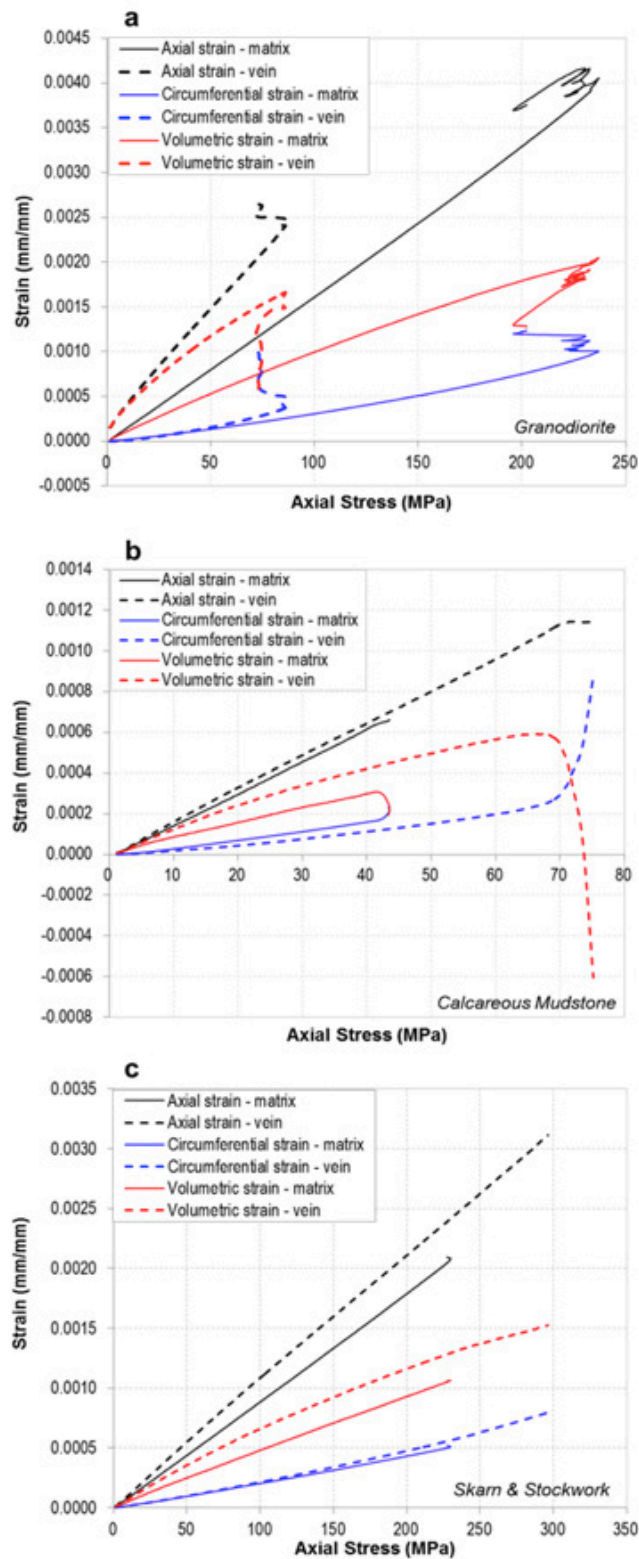 a
0.0045
0.0040
0.0035
0.0030
0.0025
0.0020
0.0015
0.0010
0.0005
0.0000
-0.0005
Strain (mm/mm)
Axial strain - matrix
Axial strain - vein
Circumferential strain - matrix
Circumferential strain - vein
Volumetric strain - matrix
Volumetric strain - vein
Granodiorite
0 50 100 150 200 250
Axial Stress (MPa)
b
0.0014
0.0012
0.0010
0.0008
0.0006
0.0004
0.0002
0.0000
-0.0002
-0.0004
-0.0006
-0.0008
Strain (mm/mm)
Axial strain - matrix
Axial strain - vein
Circumferential strain - matrix
Circumferential strain - vein
Volumetric strain - matrix
Volumetric strain - vein
0 10 20 30 40 50 60 70 80
Calcareous Mudstone
Axial Stress (MPa)
c
0.0035
0.0030
0.0025
0.0020
0.0015
0.0010
0.0005
0.0000
Strain (mm/mm)
Axial strain - matrix
Axial strain - vein
Circumferential strain - matrix
Circumferential strain - vein
Volumetric strain - matrix
Volumetric strain - vein
Skarn & Stockwork
0 50 100 150 200 250 300 350
Axial Stress (MPa)